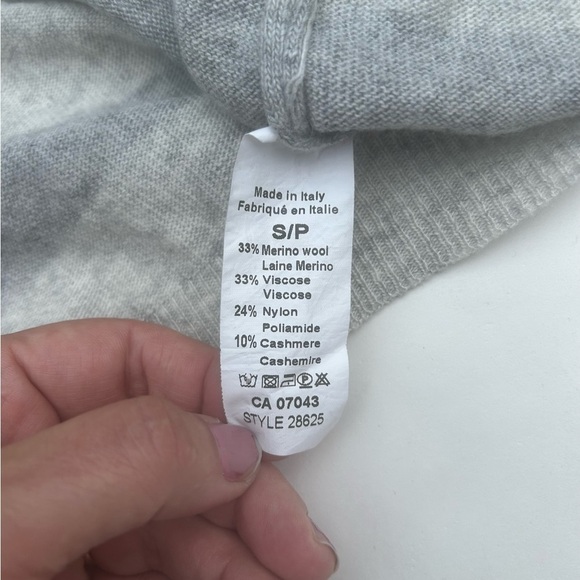 Made in Italy
Fabriqué en Italie
S/P
33% Merino wool
Laine Merino
33% Viscose
Viscose
24% Nylon
Poliamide
10% Cashmere
Cashemire
CA 07043
STYLE 28625